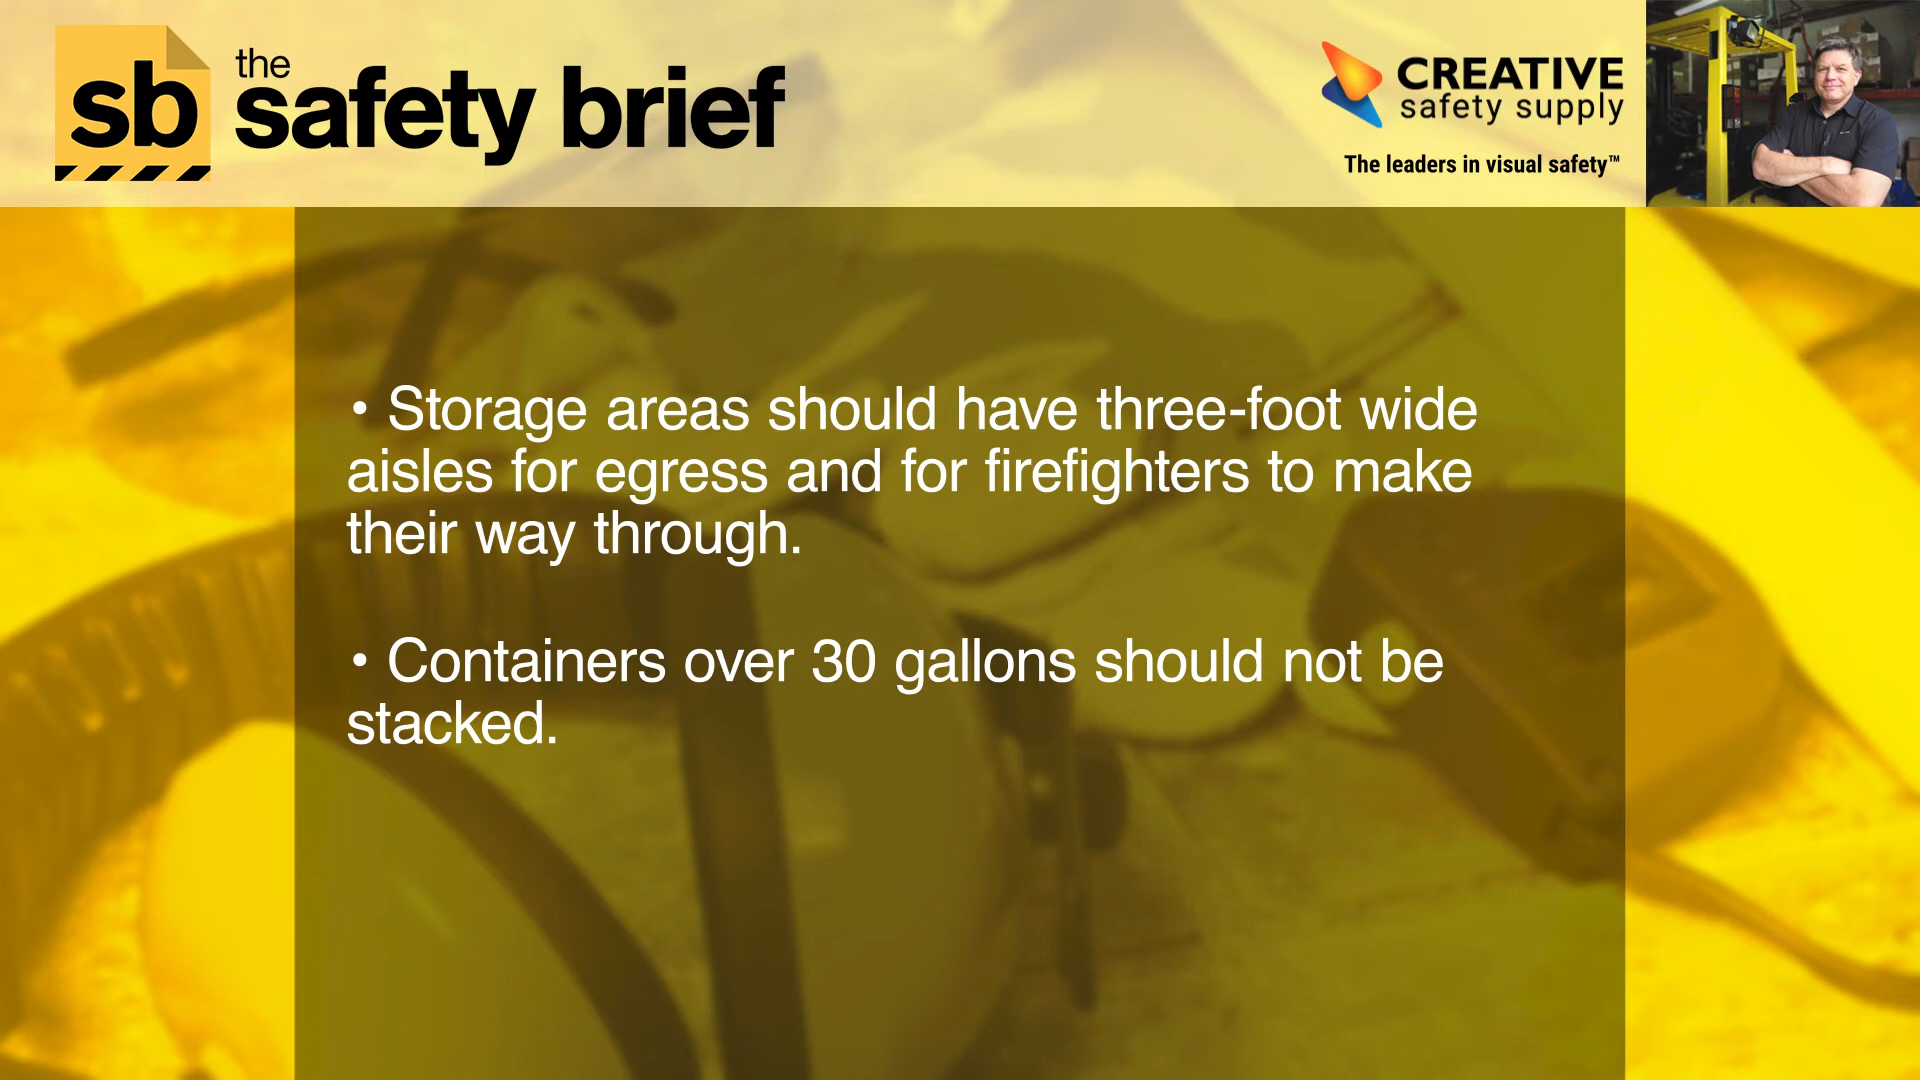 sb
the
safety brief
CREATIVE
safety supply
The leaders in visual safety™
• Storage areas should have three-foot wide
aisles for egress and for firefighters to make
their way through.
• Containers over 30 gallons should not be
stacked.